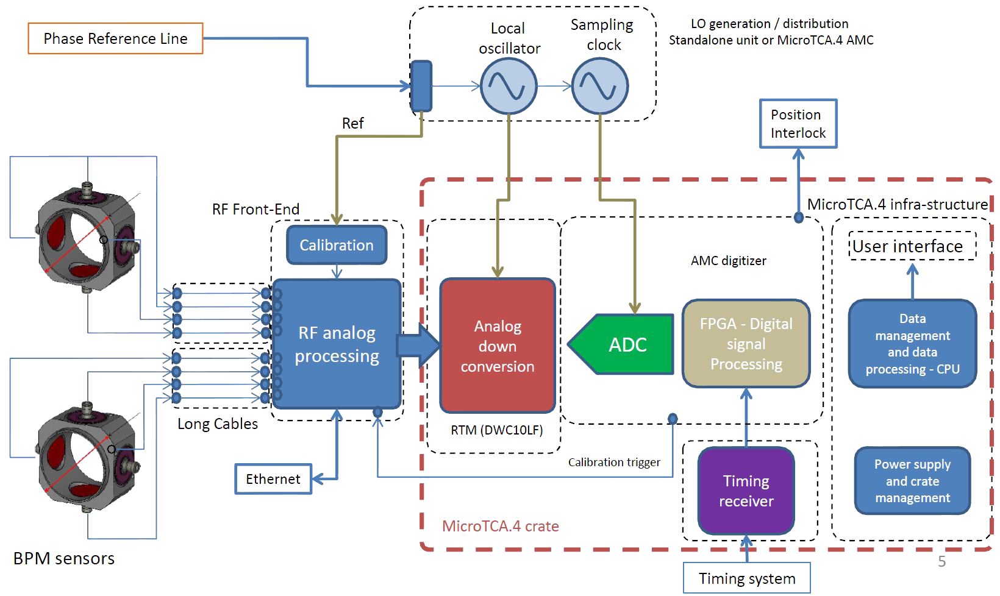 Phase Reference Line
Local
oscillator
Sampling
clock
LO generation / distribution
Standalone unit or MicroTCA.4 AMC
Ref
Position
Interlock
RF Front-End
MicroTCA.4 infra-structure
Calibration
User interface
AMC digitizer
RF analog
processing
Analog
down
conversion
ADC
FPGA - Digital
signal
Processing
Data
management
and data
processing - CPU
Long Cables
RTM (DWC10LF)
Calibration trigger
Ethernet
Timing
receiver
Power supply
and crate
management
MicroTCA.4 crate
BPM sensors
Timing system
5